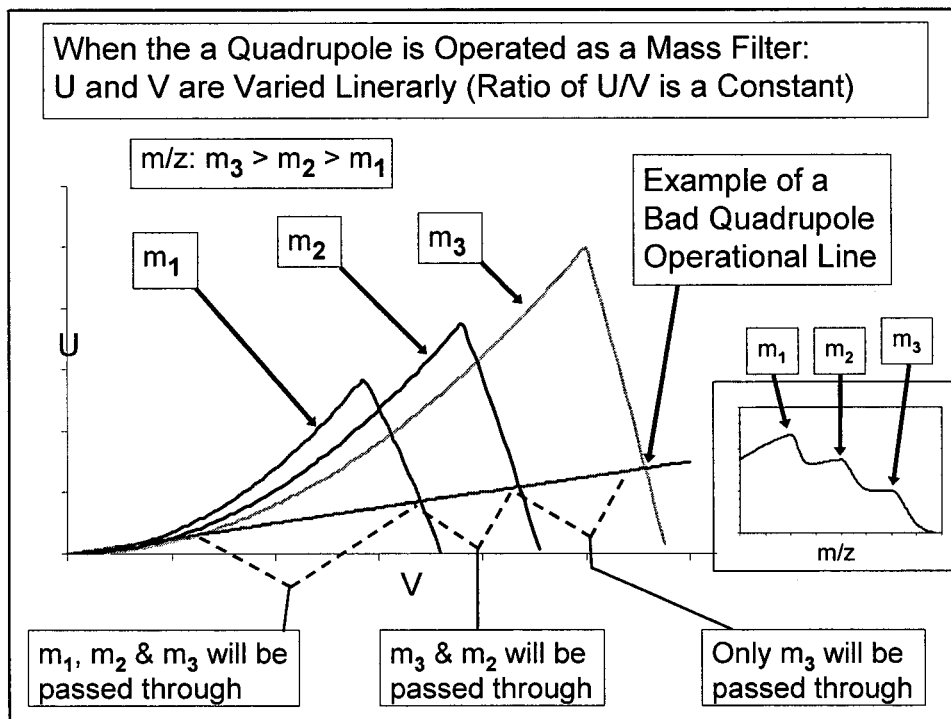 When the a Quadrupole is Operated as a Mass Filter:
U and V are Varied Linerarly (Ratio of U/V is a Constant)
m/z: m₃ > m₂ > m₁
Example of a
Bad Quadrupole
Operational Line
m₁
m₂
m₃
U
m₁
m₂
m₃
m/z
V
m₁, m₂ & m₃ will be
passed through
m₃ & m₂ will be
passed through
Only m₃ will be
passed through